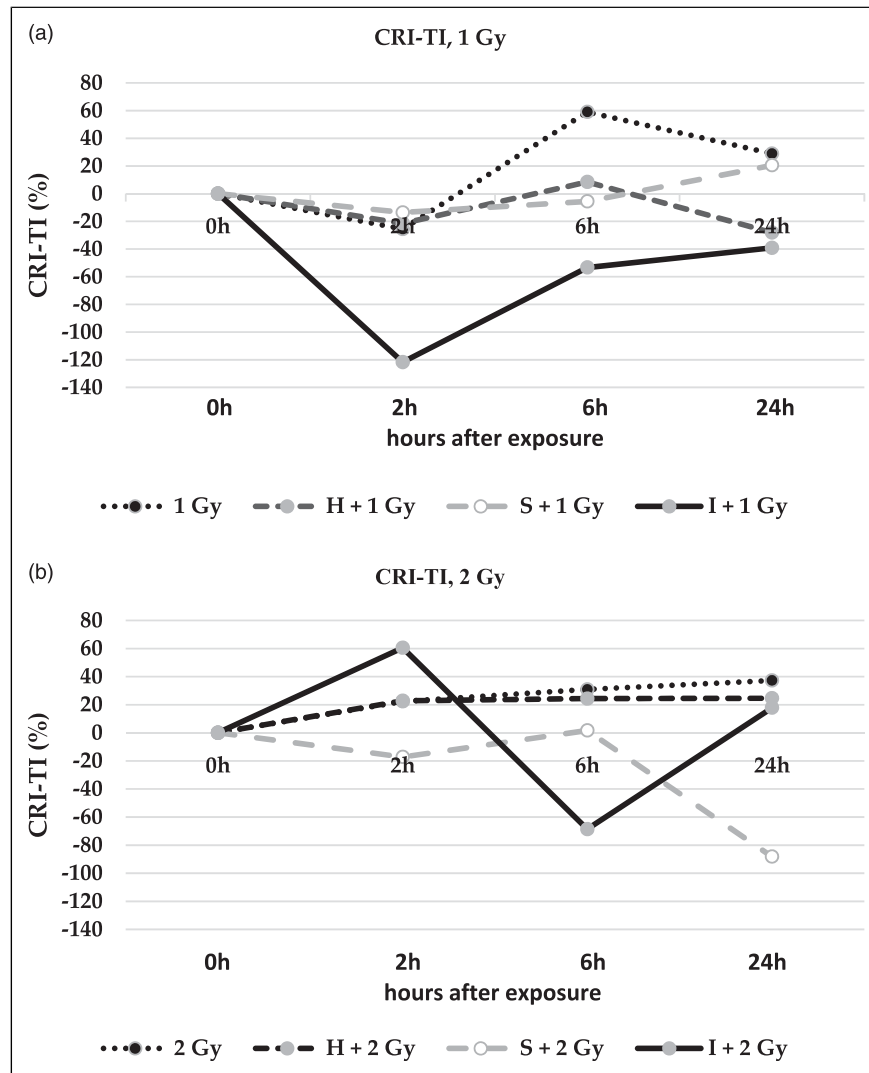 (a)
CRI-TI, 1 Gy
80
60
40
20
0
-20
-40
-60
-80
-100
-120
-140
CRI-TI (%)
0h 2h 6h 24h
0h 2h 6h 24h
hours after exposure
1 Gy H + 1 Gy S + 1 Gy I + 1 Gy
(b)
CRI-TI, 2 Gy
80
60
40
20
0
-20
-40
-60
-80
-100
-120
-140
CRI-TI (%)
0h 2h 6h 24h
0h 2h 6h 24h
hours after exposure
2 Gy H + 2 Gy S + 2 Gy I + 2 Gy